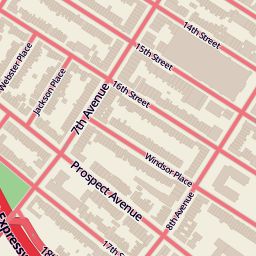 14th Street
15th Street
Webster Place
Jackson Place
16th Street
7th Avenue
Windsor Place
Prospect Avenue
8th Avenue
17th